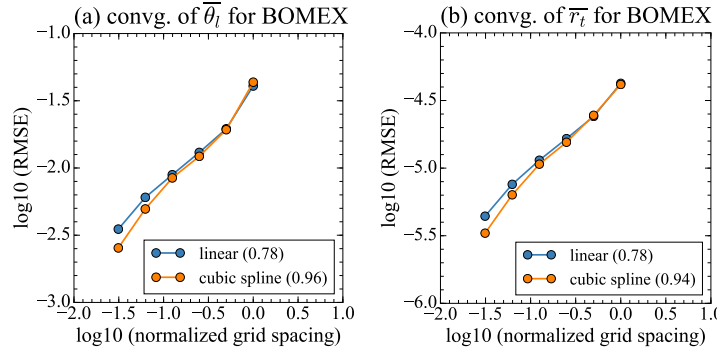 (a) convg. of θ̅_l for BOMEX
log10 (RMSE)
−1.0
−1.5
−2.0
−2.5
−3.0
linear (0.78)
cubic spline (0.96)
−2.0 −1.5 −1.0 −0.5 0.0 0.5 1.0
log10 (normalized grid spacing)
(b) convg. of r̅_t for BOMEX
log10 (RMSE)
−4.0
−4.5
−5.0
−5.5
−6.0
linear (0.78)
cubic spline (0.94)
−2.0 −1.5 −1.0 −0.5 0.0 0.5 1.0
log10 (normalized grid spacing)